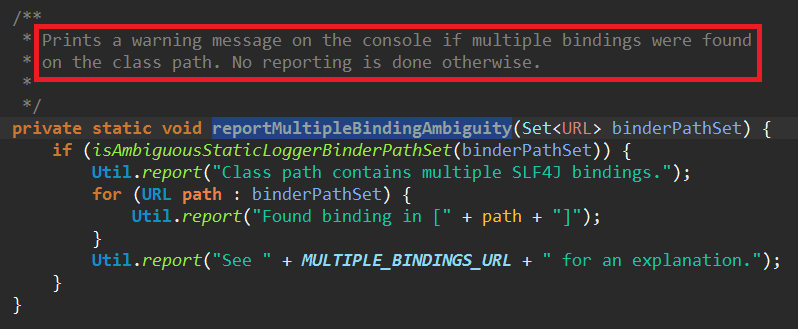 /**
* Prints a warning message on the console if multiple bindings were found
* on the class path. No reporting is done otherwise.
*
*/
private static void reportMultipleBindingAmbiguity(Set<URL> binderPathSet) {
if (isAmbiguousStaticLoggerBinderPathSet(binderPathSet)) {
Util.report("Class path contains multiple SLF4J bindings.");
for (URL path : binderPathSet) {
Util.report("Found binding in [" + path + "]");
}
Util.report("See " + MULTIPLE_BINDINGS_URL + " for an explanation.");
}
}